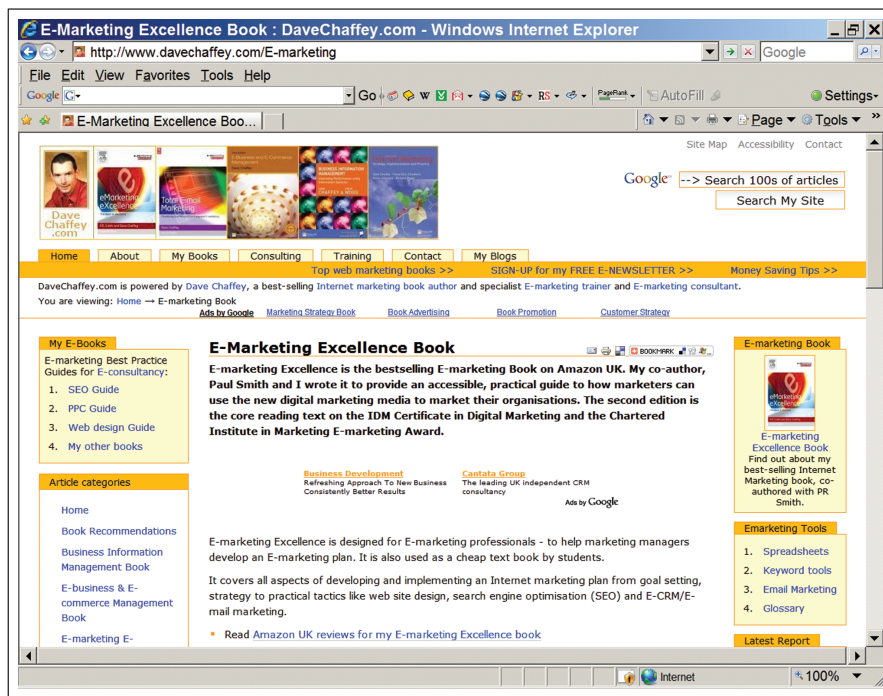 E-Marketing Excellence Book : DaveChaffey.com - Windows Internet Explorer
http://www.davechaffey.com/E-marketing
Google
File Edit View Favorites Tools Help
Google G Go W RS PageRank AutoFill Settings
E-Marketing Excellence Boo... Page Tools »
Site Map Accessibility Contact
Dave
Chaffey
.com
eMarketing
eXcellence
Total E-mail
Marketing
E-Business and E-Commerce
Management
BUSINESS INFORMATION
MANAGEMENT
CHAFFEY & WOOD
Google --> Search 100s of articles
Search My Site
Home About My Books Consulting Training Contact My Blogs
Top web marketing books >> SIGN-UP for my FREE E-NEWSLETTER >> Money Saving Tips >>
DaveChaffey.com is powered by Dave Chaffey, a best-selling Internet marketing book author and specialist E-marketing trainer and E-marketing consultant.
You are viewing: Home → E-marketing Book
Ads by Google Marketing Strategy Book Book Advertising Book Promotion Customer Strategy
My E-Books
E-marketing Best Practice
Guides for E-consultancy:
1. SEO Guide
2. PPC Guide
3. Web design Guide
4. My other books
Article categories
Home
Book Recommendations
Business Information
Management Book
E-business & E-
commerce Management
Book
E-marketing E-
E-Marketing Excellence Book
BOOKMARK
E-marketing Excellence is the bestselling E-marketing Book on Amazon UK. My co-author,
Paul Smith and I wrote it to provide an accessible, practical guide to how marketers can
use the new digital marketing media to market their organisations. The second edition is
the core reading text on the IDM Certificate in Digital Marketing and the Chartered
Institute in Marketing E-marketing Award.
Business Development
Refreshing Approach To New Business
Consistently Better Results
Cantata Group
The leading UK independent CRM
consultancy
Ads by Google
E-marketing Excellence is designed for E-marketing professionals - to help marketing managers
develop an E-marketing plan. It is also used as a cheap text book by students.
It covers all aspects of developing and implementing an Internet marketing plan from goal setting,
strategy to practical tactics like web site design, search engine optimisation (SEO) and E-CRM/E-
mail marketing.
Read Amazon UK reviews for my E-marketing Excellence book
E-marketing Book
eMarketing
eXcellence
E-marketing
Excellence Book
Find out about my
best-selling Internet
Marketing book, co-
authored with PR
Smith.
Emarketing Tools
1. Spreadsheets
2. Keyword tools
3. Email Marketing
4. Glossary
Latest Report
Internet 100%